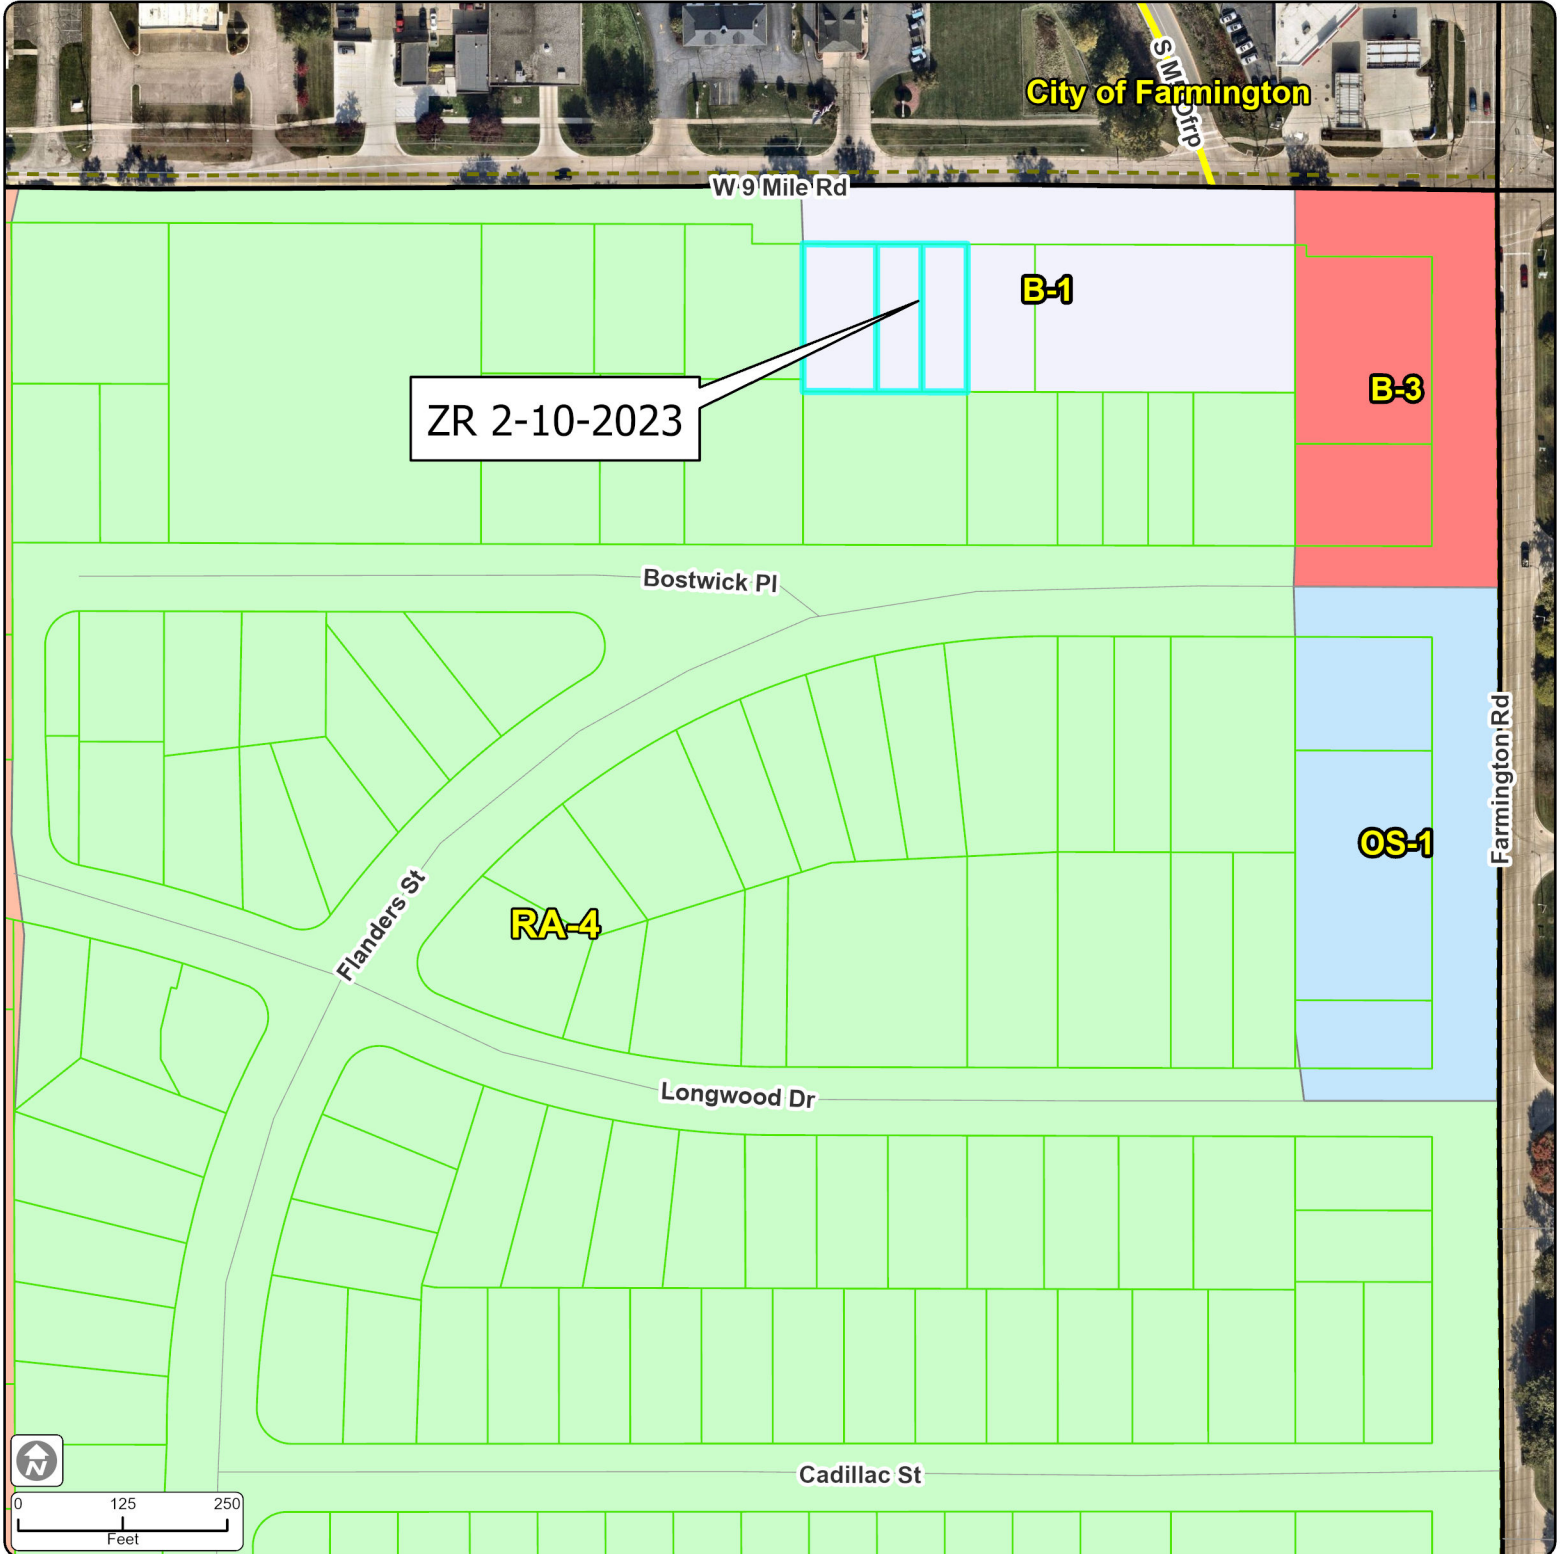 S M Ofrp
City of Farmington
W 9 Mile Rd
B-1
B-3
ZR 2-10-2023
Bostwick Pl
Farmington Rd
OS-1
Flanders St
RA-4
Longwood Dr
Cadillac St
N
0 125 250
Feet